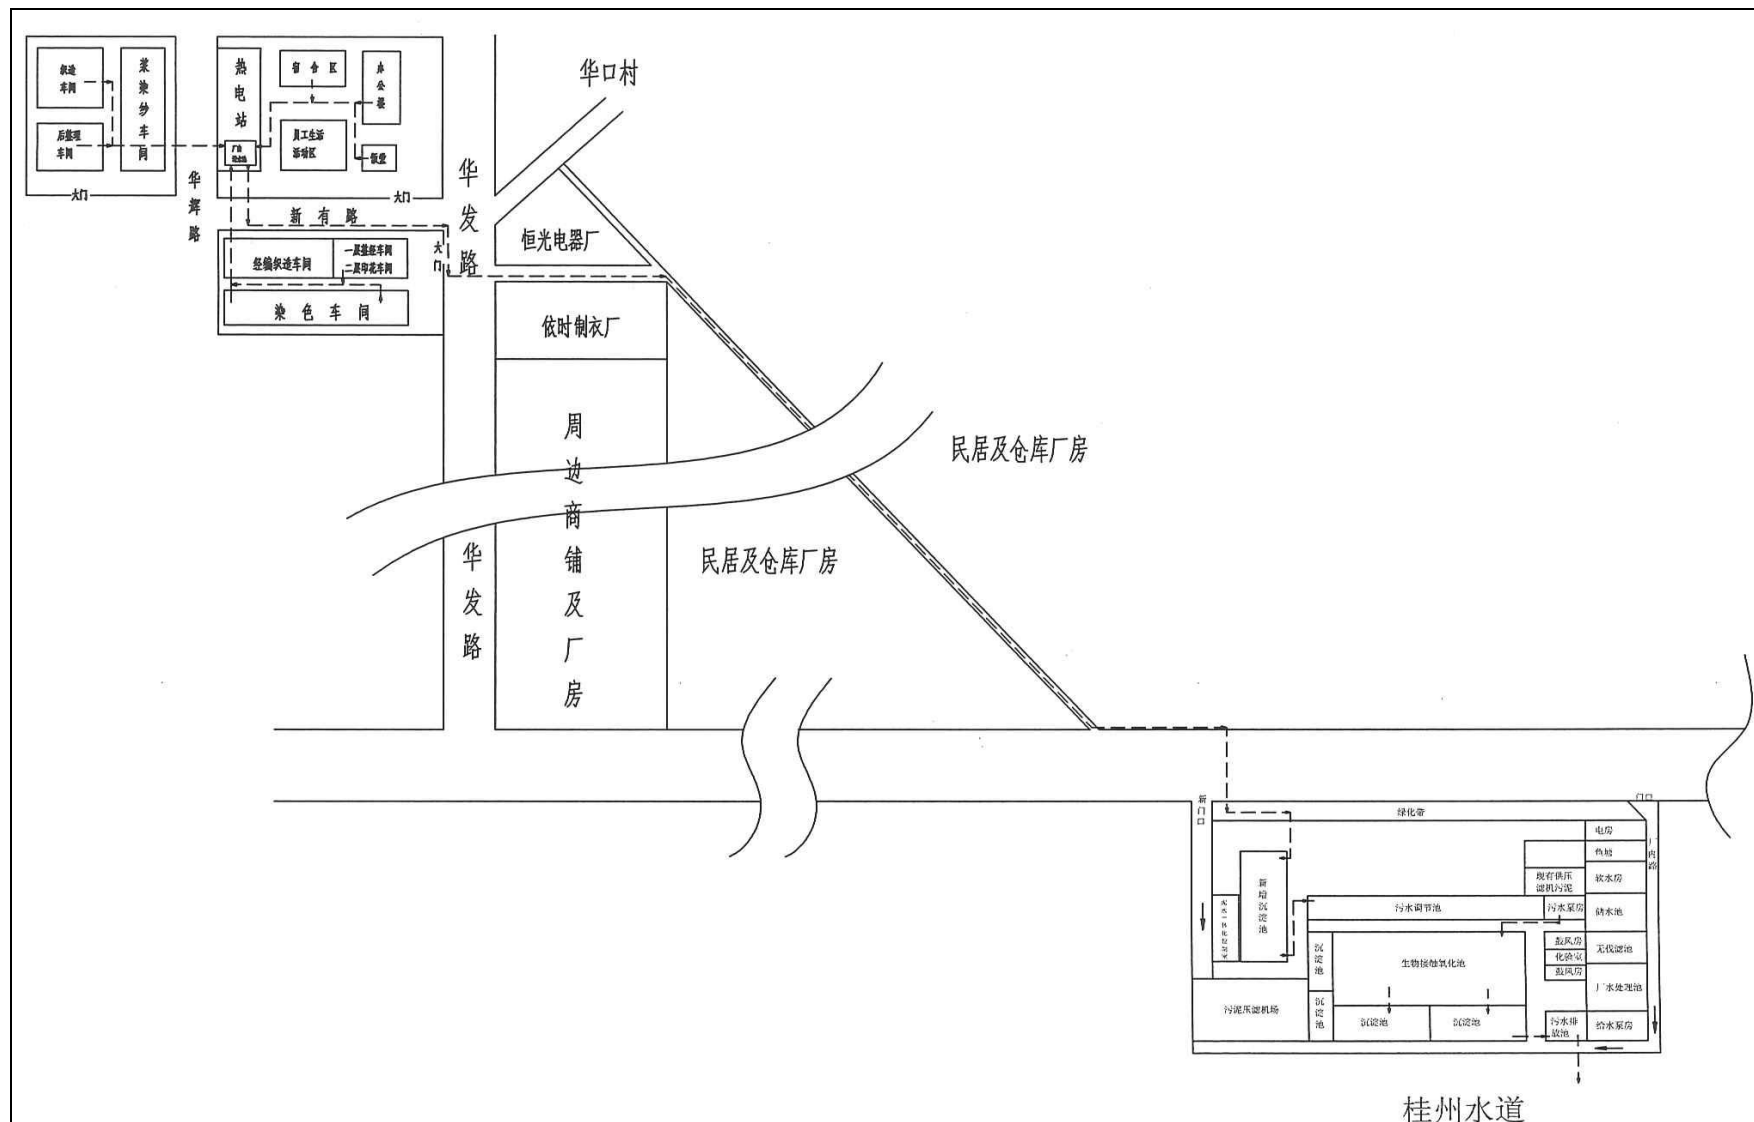 织造
车间
浆染纱车间
后整理
车间
大门
华辉路
热电站
宿舍区
办公楼
员工生活
活动区
饭堂
大门
新有路
华发路
华口村
恒光电器厂
大门
经编织造车间
一层整经车间
二层印花车间
染色车间
依时制衣厂
周边商铺及厂房
民居及仓库厂房
民居及仓库厂房
华发路
新门口
绿化带
门口
厂内路
电房
鱼塘
现有供压
滤机污泥
软水房
新增沉淀池
污水调节池
污水泵房
储水池
沉淀池
生物接触氧化池
鼓风房
化验室
鼓风房
无伐滤池
厂水处理池
污泥压滤机场
沉淀池
沉淀池
沉淀池
污水排
放池
给水泵房
桂州水道